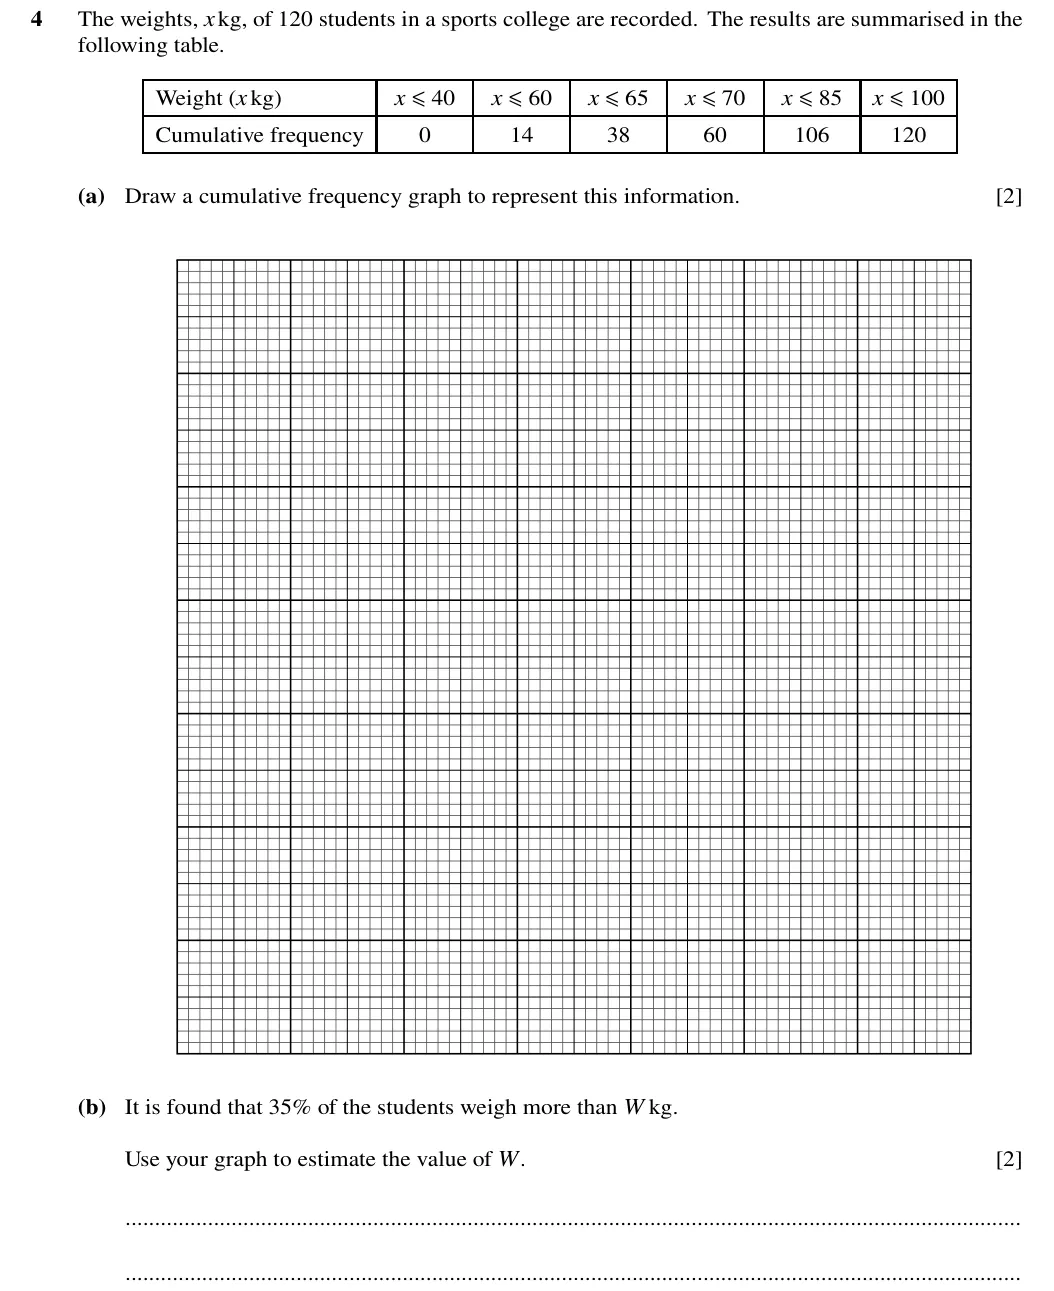 4 The weights, x kg, of 120 students in a sports college are recorded. The results are summarised in the
following table.
Weight (x kg) x ⩽ 40 x ⩽ 60 x ⩽ 65 x ⩽ 70 x ⩽ 85 x ⩽ 100
Cumulative frequency 0 14 38 60 106 120
(a) Draw a cumulative frequency graph to represent this information. [2]
(b) It is found that 35% of the students weigh more than W kg.
Use your graph to estimate the value of W. [2]